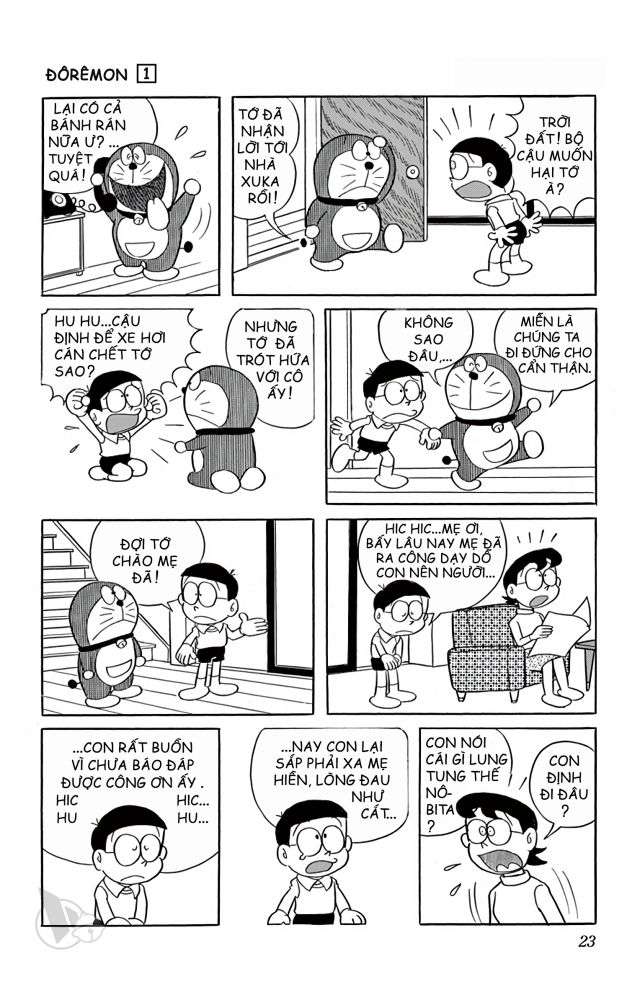 ĐÔRÊMON 1
LẠI CÓ CẢ
BÁNH RÁN
NỮA Ư?...
TUYỆT
QUÁ!
TỚ ĐÃ
NHẬN
LỜI TỚI
NHÀ
XUKA
RỒI!
TRỜI
ĐẤT! BỘ
CẬU MUỐN
HẠI TỚ
À?
HU HU...CẬU
ĐỊNH ĐỂ XE HƠI
CÁN CHẾT TỚ
SAO?
NHƯNG
TỚ ĐÃ
TRÓT HỨA
VỚI CÔ
ẤY!
KHÔNG
SAO
ĐÂU,...
MIỄN LÀ
CHÚNG TA
ĐI ĐỨNG CHO
CẨN THẬN.
ĐỢI TỚ
CHÀO MẸ
ĐÃ!
HIC HIC...MẸ ƠI,
BẤY LÂU NAY MẸ ĐÃ
RA CÔNG DẠY DỖ
CON NÊN NGƯỜI...
...CON RẤT BUỒN
VÌ CHƯA BÁO ĐÁP
ĐƯỢC CÔNG ƠN ẤY.
HIC HIC...
HU HU...
...NAY CON LẠI
SẮP PHẢI XA MẸ
HIỀN, LÒNG ĐAU
NHƯ
CẮT...
CON NÓI
CÁI GÌ LUNG
TUNG THẾ
NÔ-
BITA
?
CON
ĐỊNH
ĐI ĐÂU
?
23